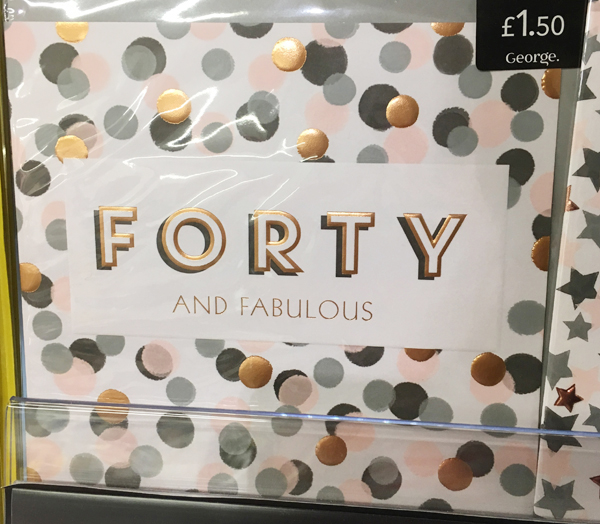 £1.50
George.
FORTY
AND FABULOUS